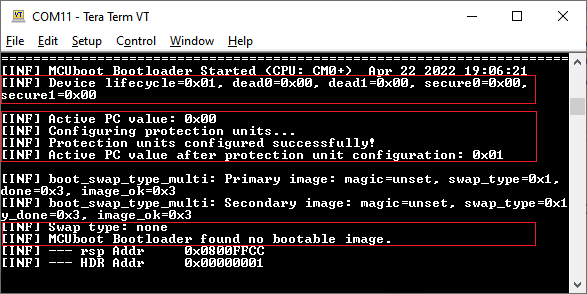 COM11 - Tera Term VT
File Edit Setup Control Window Help
==============================================================
[INF] MCUboot Bootloader Started (CPU: CM0+)  Apr 22 2022 19:06:21
[INF] Device lifecycle=0x01, dead0=0x00, dead1=0x00, secure0=0x00,
secure1=0x00
[INF] Active PC value: 0x00
[INF] Configuring protection units...
[INF] Protection units configured successfully!
[INF] Active PC value after protection unit configuration: 0x01
[INF] boot_swap_type_multi: Primary image: magic=unset, swap_type=0x1,
done=0x3, image_ok=0x3
[INF] boot_swap_type_multi: Secondary image: magic=unset, swap_type=0x1
y_done=0x3, image_ok=0x3
[INF] Swap type: none
[INF] MCUboot Bootloader found no bootable image.
[INF] --- rsp Addr     0x0800FFCC
[INF] --- HDR Addr     0x00000001